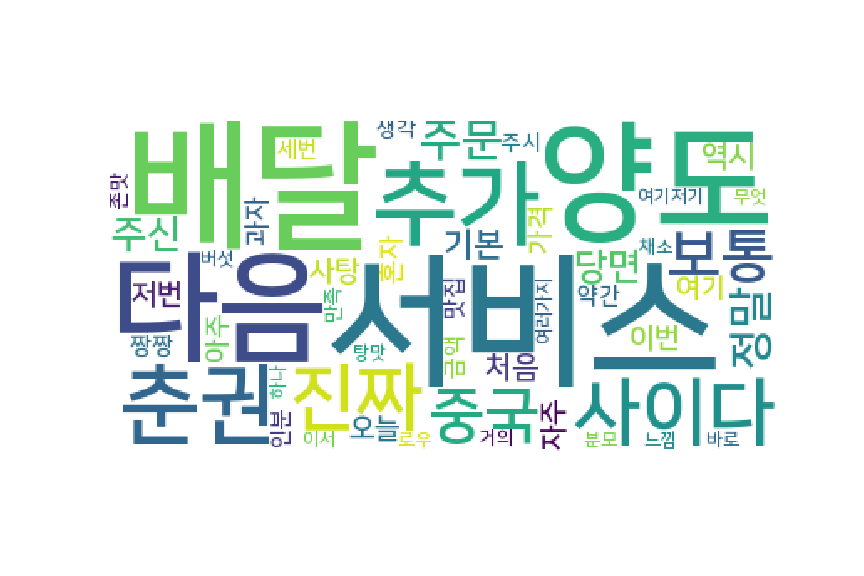 배달
추가
양도
다음
서비스
춘권
진짜
중국
사이다
보통
주문
주신
주시
생각
세번
존맛
과자
버섯
저번
사탕
혼자
기본
가격
역시
여기저기
무엇
채소
당면
여기
약간
정말
이번
여러가지
맛집
만족
짱짱
아주
탕맛
금액
처음
하나
인분
이서
오늘
로우
거의
자주
분모
느낌
바로